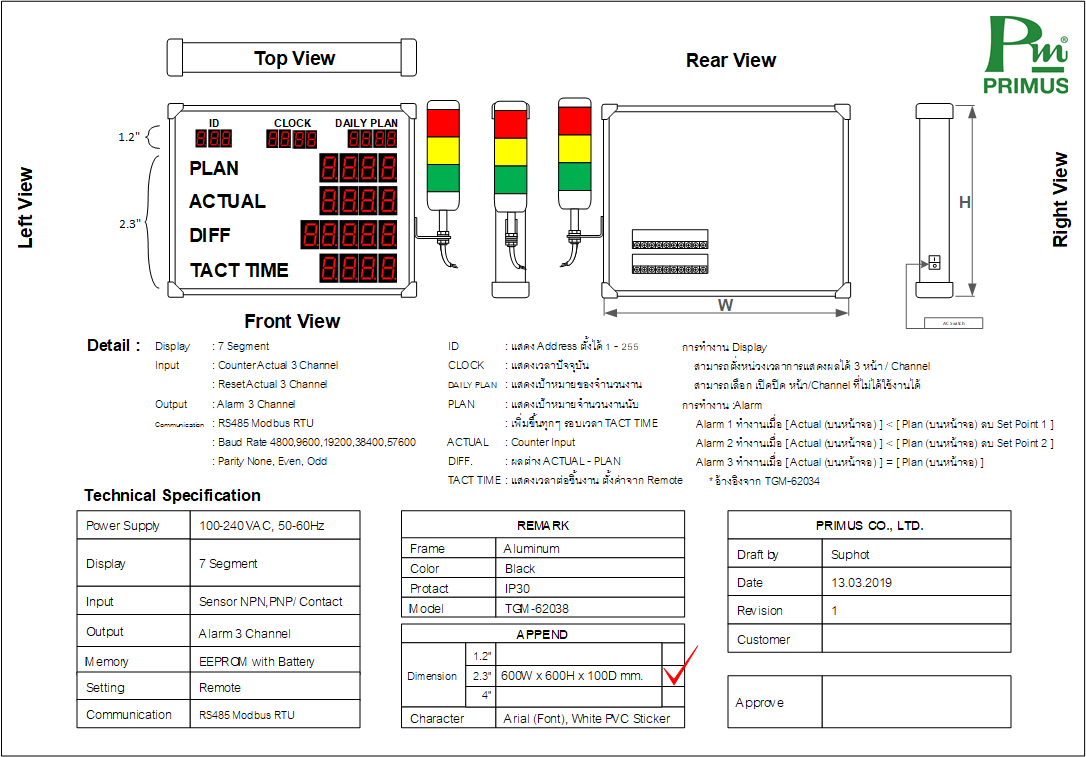 Top View
Rear View
Pm®
PRIMUS
Left View
Right View
1.2"
2.3"
ID
CLOCK
DAILY PLAN
PLAN
ACTUAL
DIFF
TACT TIME
H
W
AC Switch
Front View
Detail :
Display : 7 Segment
Input : Counter Actual 3 Channel
: Reset Actual 3 Channel
Output : Alarm 3 Channel
Communication : RS485 Modbus RTU
: Baud Rate 4800,9600,19200,38400,57600
: Parity None, Even, Odd
ID : แสดง Address ตั้งได้ 1 - 255
CLOCK : แสดงเวลาปัจจุบัน
DAILY PLAN : แสดงเป้าหมายของจำนวนงาน
PLAN : แสดงเป้าหมายจำนวนงานนับ
: เพิ่มขึ้นทุกๆ รอบเวลา TACT TIME
ACTUAL : Counter Input
DIFF. : ผลต่าง ACTUAL - PLAN
TACT TIME : แสดงเวลาต่อชิ้นงาน ตั้งค่าจาก Remote
การทำงาน Display
สามารถตั้งหน่วงเวลาการแสดงผลได้ 3 หน้า / Channel
สามารถเลือก เปิดปิด หน้า/Channel ที่ไม่ได้ใช้งานได้
การทำงาน :Alarm
Alarm 1 ทำงานเมื่อ [ Actual (บนหน้าจอ) ] < [ Plan (บนหน้าจอ) ลบ Set Point 1 ]
Alarm 2 ทำงานเมื่อ [ Actual (บนหน้าจอ) ] < [ Plan (บนหน้าจอ) ลบ Set Point 2 ]
Alarm 3 ทำงานเมื่อ [ Actual (บนหน้าจอ) ] = [ Plan (บนหน้าจอ) ]
*อ้างอิงจาก TGM-62034
Technical Specification
Power Supply 100-240 VAC, 50-60Hz
Display 7 Segment
Input Sensor NPN,PNP/ Contact
Output Alarm 3 Channel
Memory EEPROM with Battery
Setting Remote
Communication RS485 Modbus RTU
REMARK
Frame Aluminum
Color Black
Protact IP30
Model TGM-62038
APPEND
Dimension
1.2"
2.3" 600W x 600H x 100D mm.
4"
Character Arial (Font), White PVC Sticker
PRIMUS CO., LTD.
Draft by Suphot
Date 13.03.2019
Revision 1
Customer
Approve